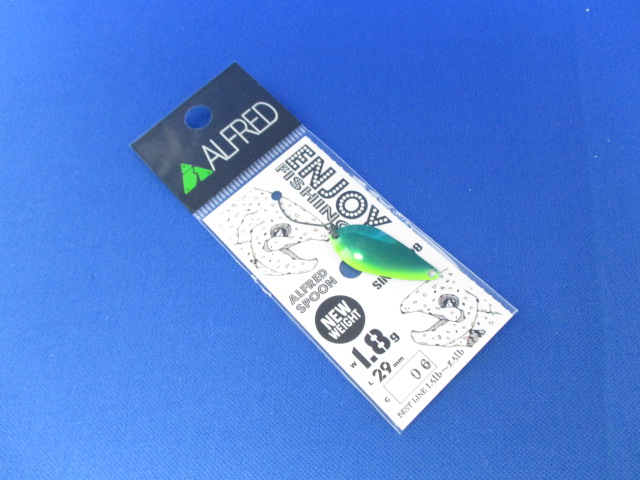 ALFRED
ENJOY
FISHING
ALFRED
SPOON
NEW
WEIGHT
W 1.8g
L 29mm
C 06
BEST LINE 1.5lb～2.5lb